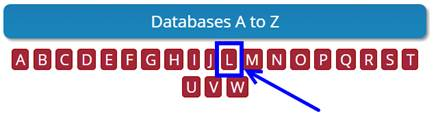 Databases A to Z
A B C D E F G H I J L M N O P Q R S T
U V W